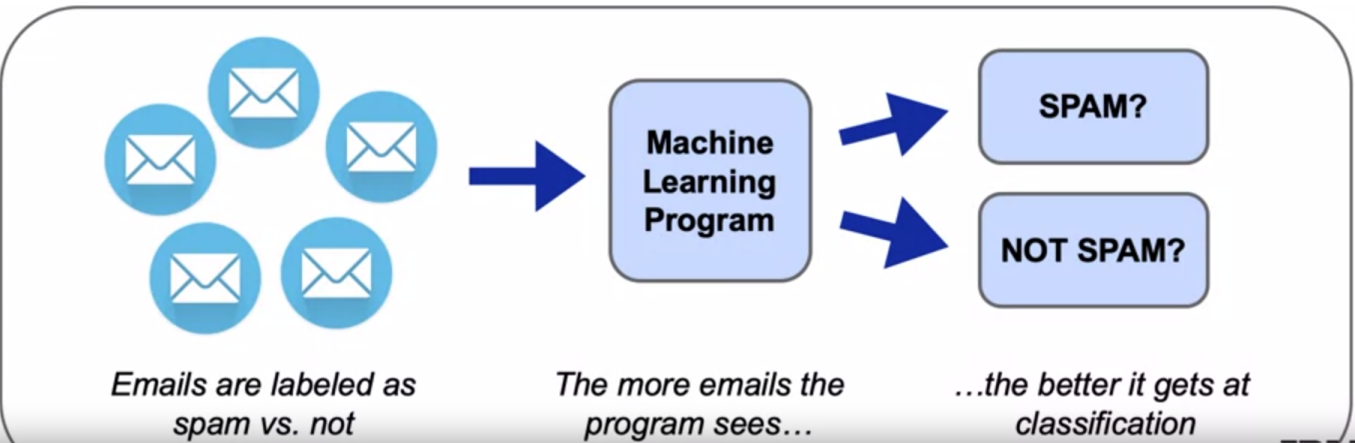 Machine
Learning
Program
SPAM?
NOT SPAM?
Emails are labeled as
spam vs. not
The more emails the
program sees…
…the better it gets at
classification